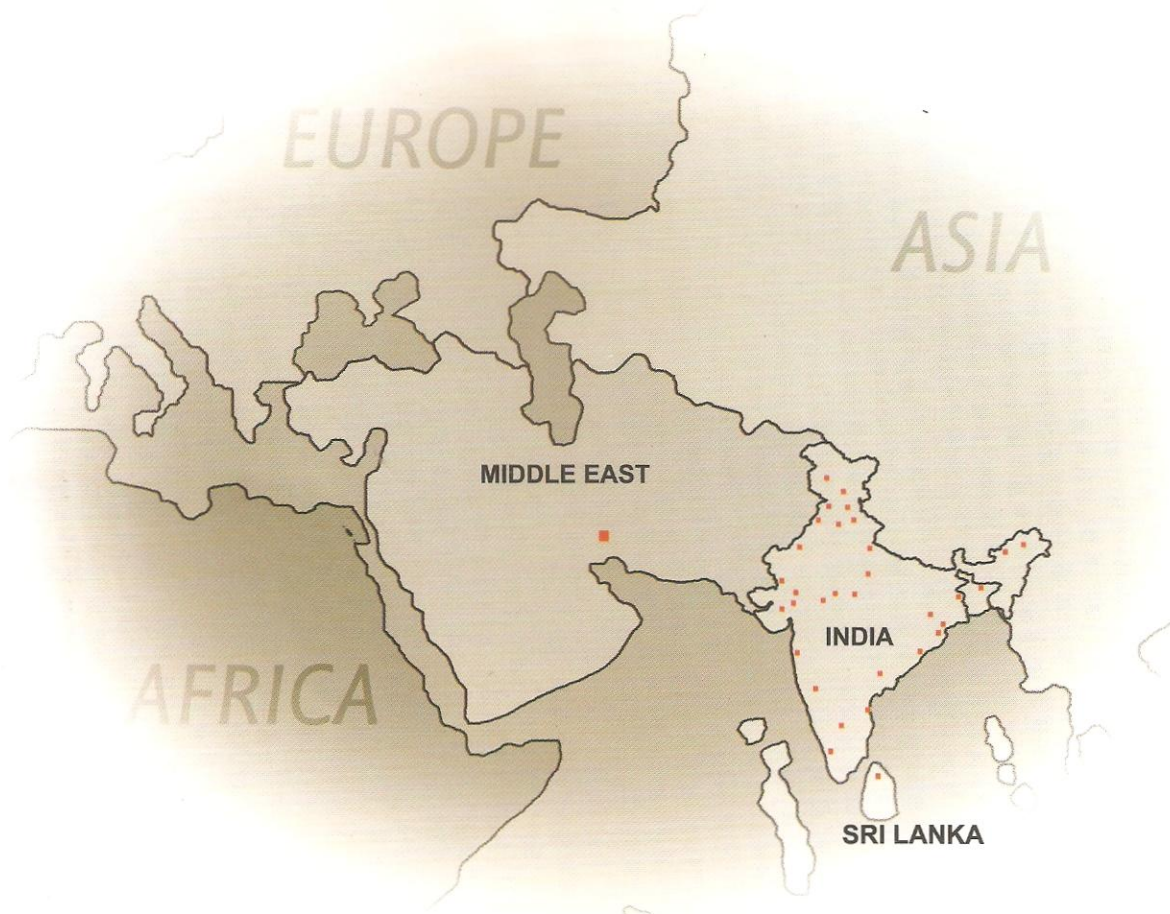 EUROPE
ASIA
MIDDLE EAST
INDIA
AFRICA
SRI LANKA